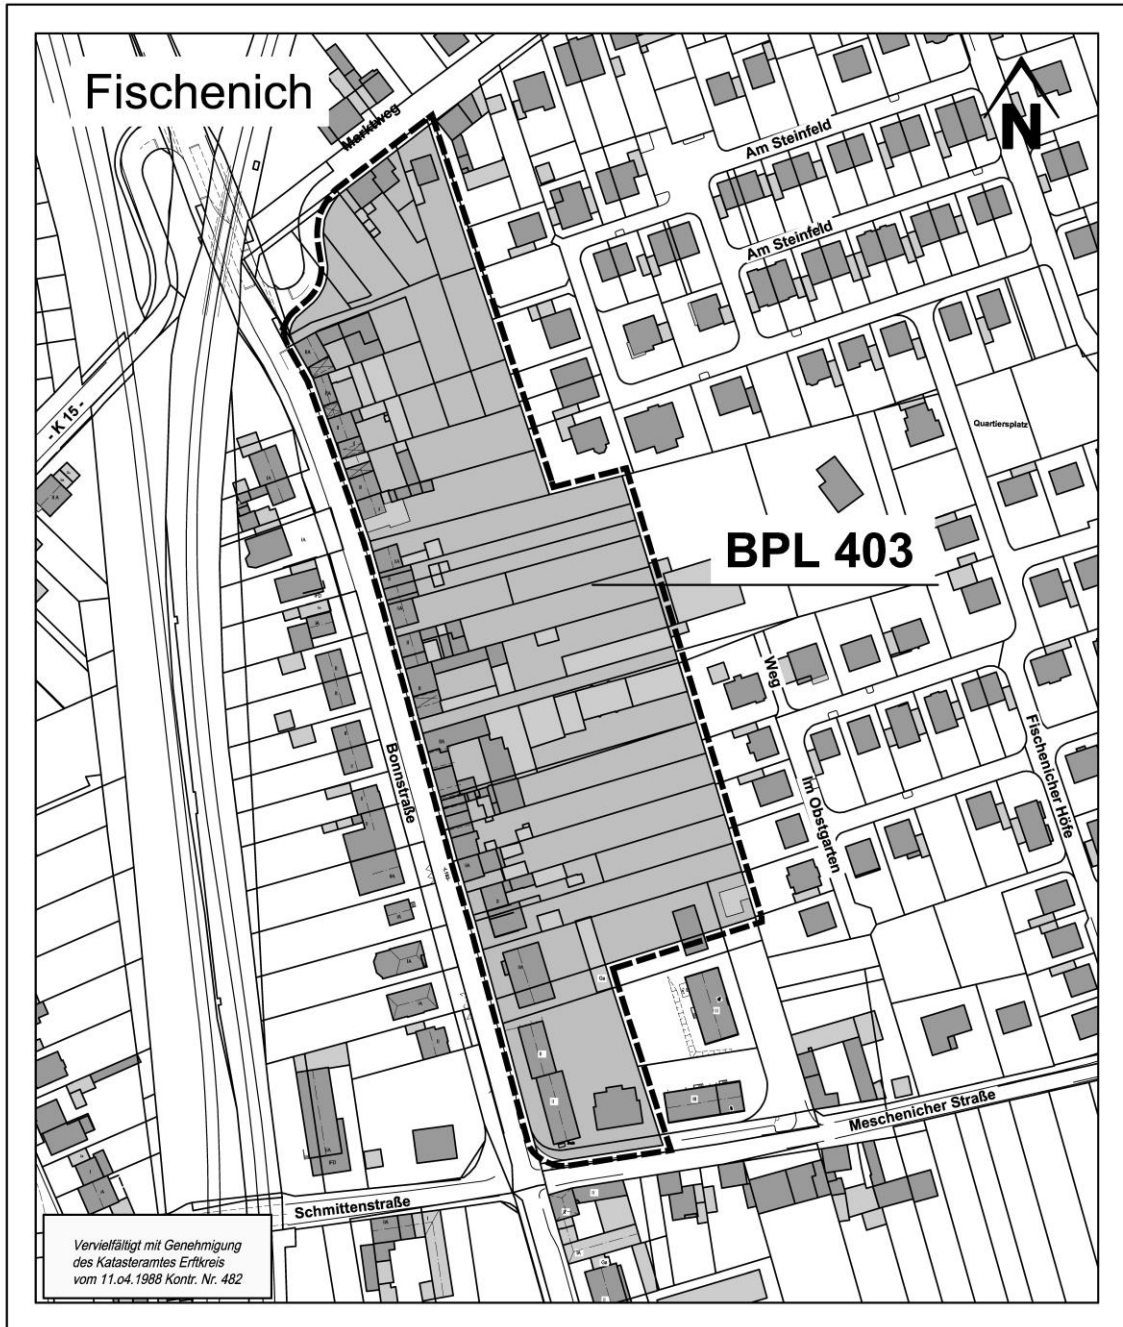 Fischenich
Marktweg
N
Am Steinfeld
Am Steinfeld
- K 15 -
Quartiersplatz
BPL 403
Weg
Bonnstraße
Im Obstgarten
Fischenicher Höfe
Meschenicher Straße
Schmittenstraße
Vervielfältigt mit Genehmigung
des Katasteramtes Erftkreis
vom 11.o4.1988 Kontr. Nr. 482